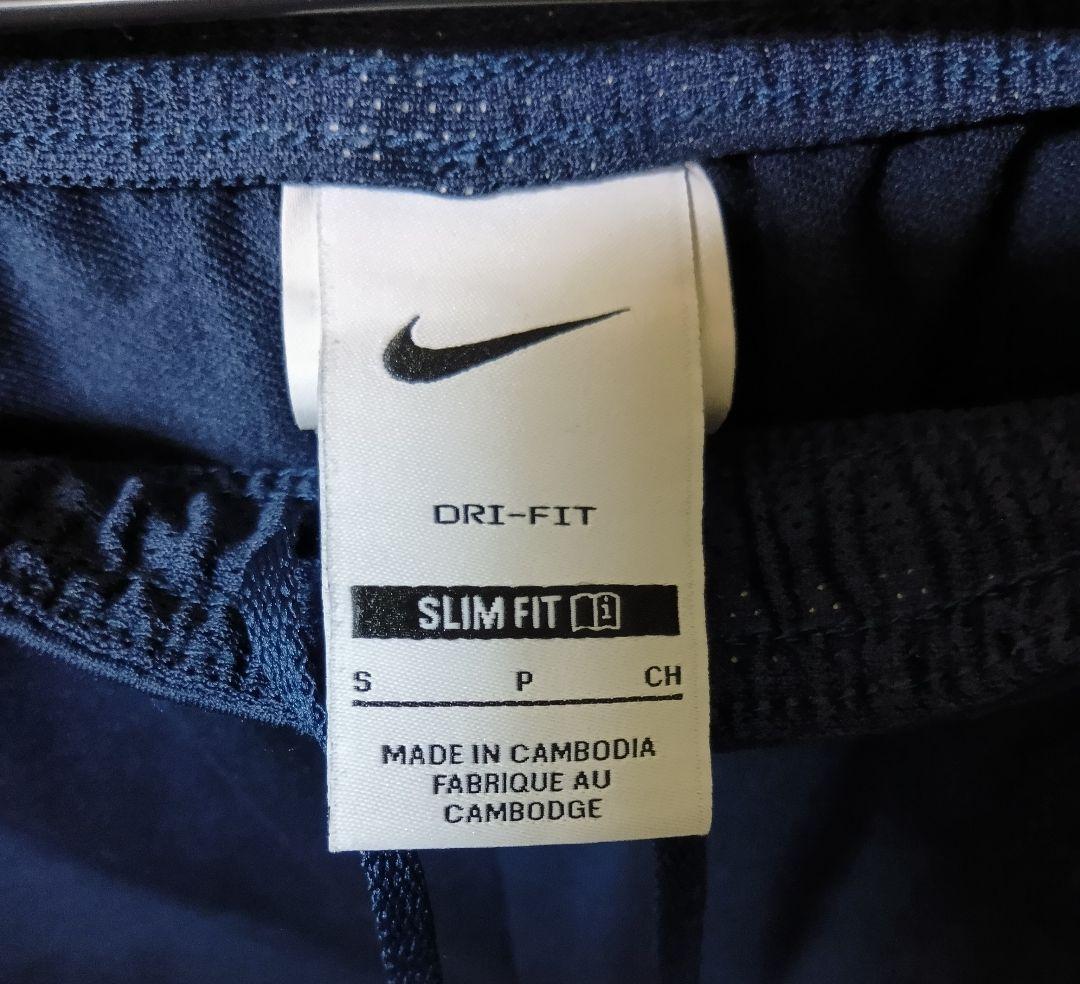 DRI-FIT
SLIM FIT i
S P CH
MADE IN CAMBODIA
FABRIQUE AU
CAMBODGE